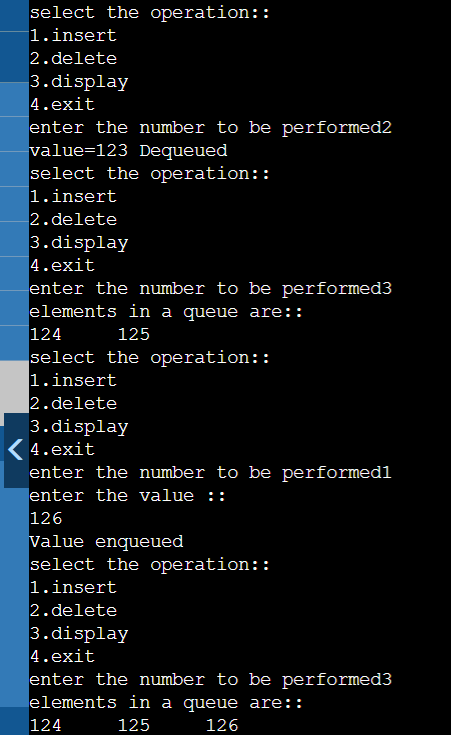 select the operation::
1.insert
2.delete
3.display
4.exit
enter the number to be performed2
value=123 Dequeued
select the operation::
1.insert
2.delete
3.display
4.exit
enter the number to be performed3
elements in a queue are::
124     125
select the operation::
1.insert
2.delete
3.display
4.exit
enter the number to be performed1
enter the value ::
126
Value enqueued
select the operation::
1.insert
2.delete
3.display
4.exit
enter the number to be performed3
elements in a queue are::
124     125     126